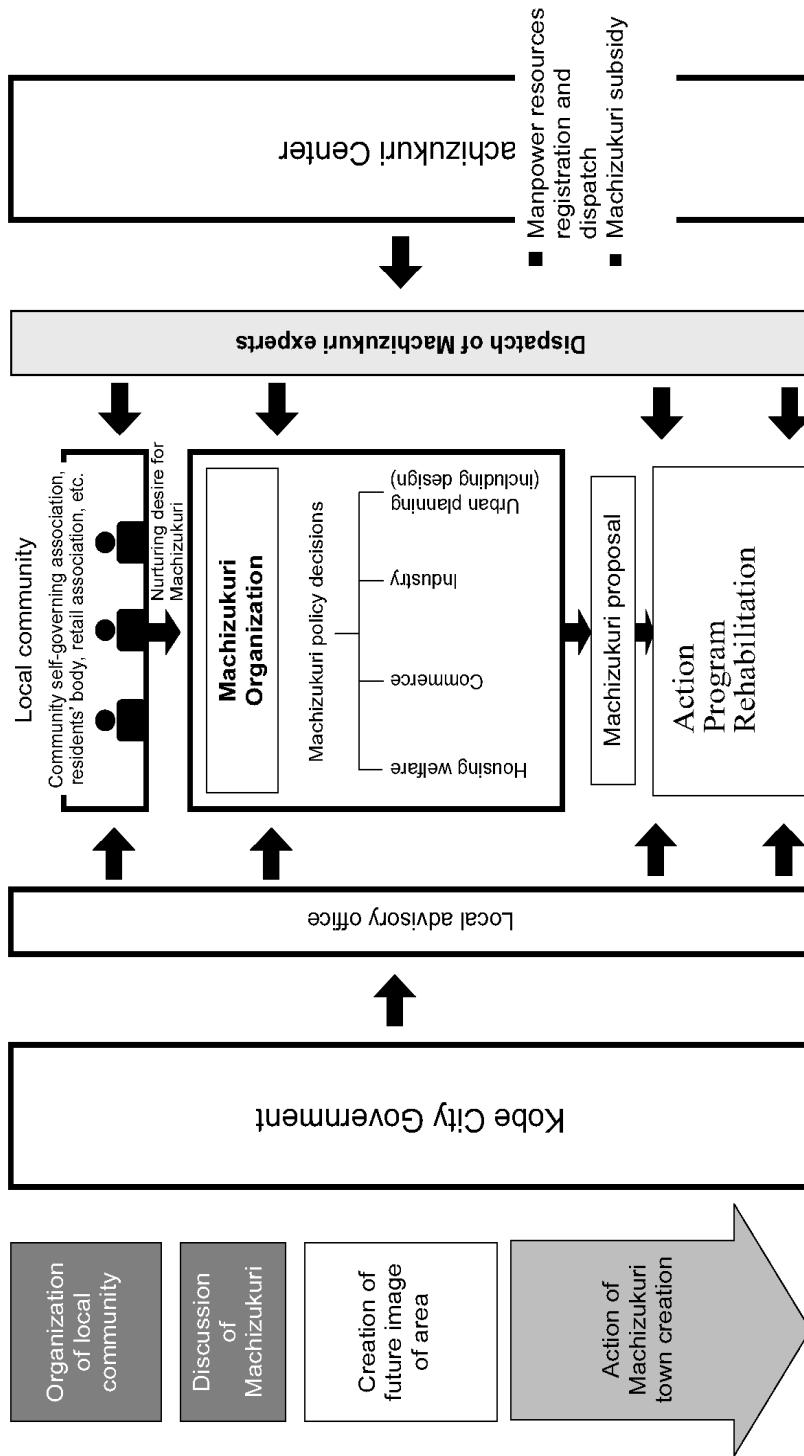 Organization
of local
community
Discussion
of
Machizukuri
Creation of
future image
of area
Action of
Machizukuri
town creation
Kobe City Government
Local advisory office
Local community
Community self-governing association,
residents' body, retail association, etc.
Nurturing desire for
Machizukuri
Machizukuri
Organization
Machizukuri policy decisions
Housing welfare
Commerce
Industry
Urban planning
(including design)
Machizukuri proposal
Action
Program
Rehabilitation
Dispatch of Machizukuri experts
achizukuri Center
■ Manpower resources
registration and
dispatch
■ Machizukuri subsidy